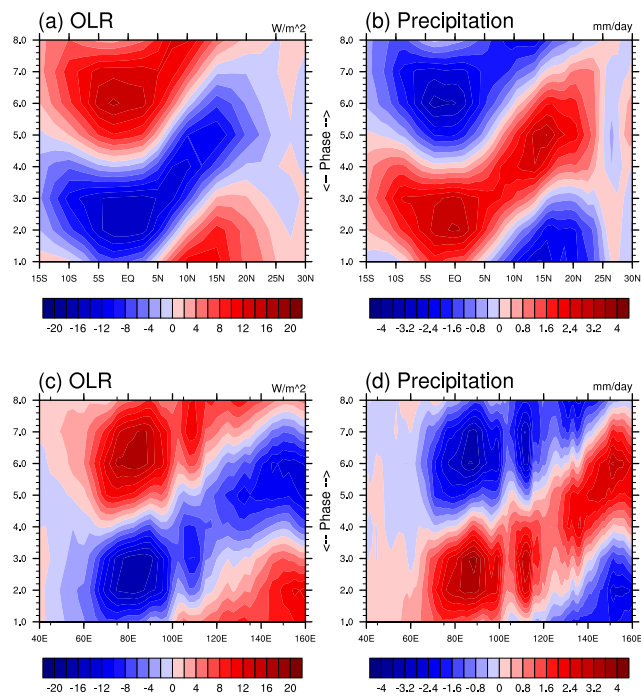 (a) OLR W/m^2
8.0
7.0
6.0
5.0
4.0
3.0
2.0
1.0
15S 10S 5S EQ 5N 10N 15N 20N 25N 30N
-20 -12 -4 0 4 8 12 16 20
-8
<-- Phase -->
(b) Precipitation mm/day
8.0
7.0
6.0
5.0
4.0
3.0
2.0
1.0
15S 10S 5S EQ 5N 10N 15N 20N 25N 30N
-4 -3.2 -2.4 -1.6 -0.8 0 0.8 1.6 2.4 3.2 4
(c) OLR W/m^2
8.0
7.0
6.0
5.0
4.0
3.0
2.0
1.0
40E 60E 80E 100E 120E 140E 160E
-20 -16 -12 -8 -4 0 4 8 12 16 20
<-- Phase -->
(d) Precipitation mm/day
8.0
7.0
6.0
5.0
4.0
3.0
2.0
1.0
40E 60E 80E 100E 120E 140E 160E
-4 -3.2 -2.4 -1.6 -0.8 0 0.8 1.6 2.4 3.2 4